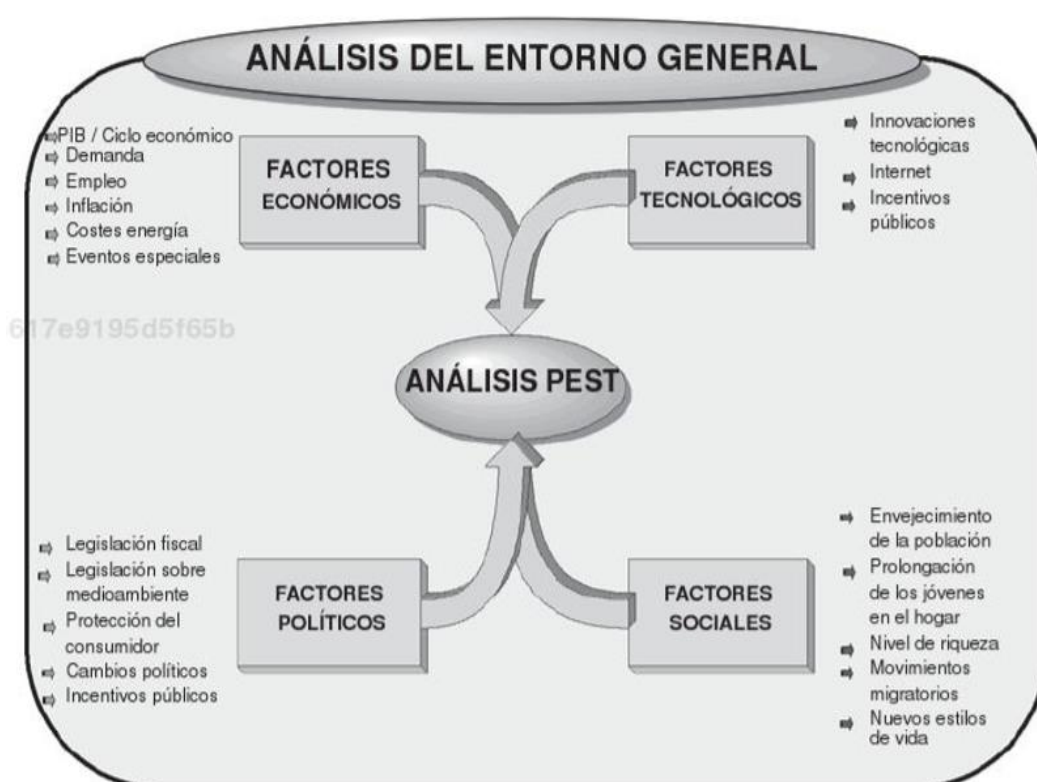 ANÁLISIS DEL ENTORNO GENERAL
PIB / Ciclo económico
Demanda
Empleo
Inflación
Costes energía
Eventos especiales
FACTORES
ECONÓMICOS
FACTORES
TECNOLÓGICOS
Innovaciones
tecnológicas
Internet
Incentivos
públicos
617e9195d5f65b
ANÁLISIS PEST
Legislación fiscal
Legislación sobre
medioambiente
Protección del
consumidor
Cambios políticos
Incentivos públicos
FACTORES
POLÍTICOS
FACTORES
SOCIALES
Envejecimiento
de la población
Prolongación
de los jóvenes
en el hogar
Nivel de riqueza
Movimientos
migratorios
Nuevos estilos
de vida